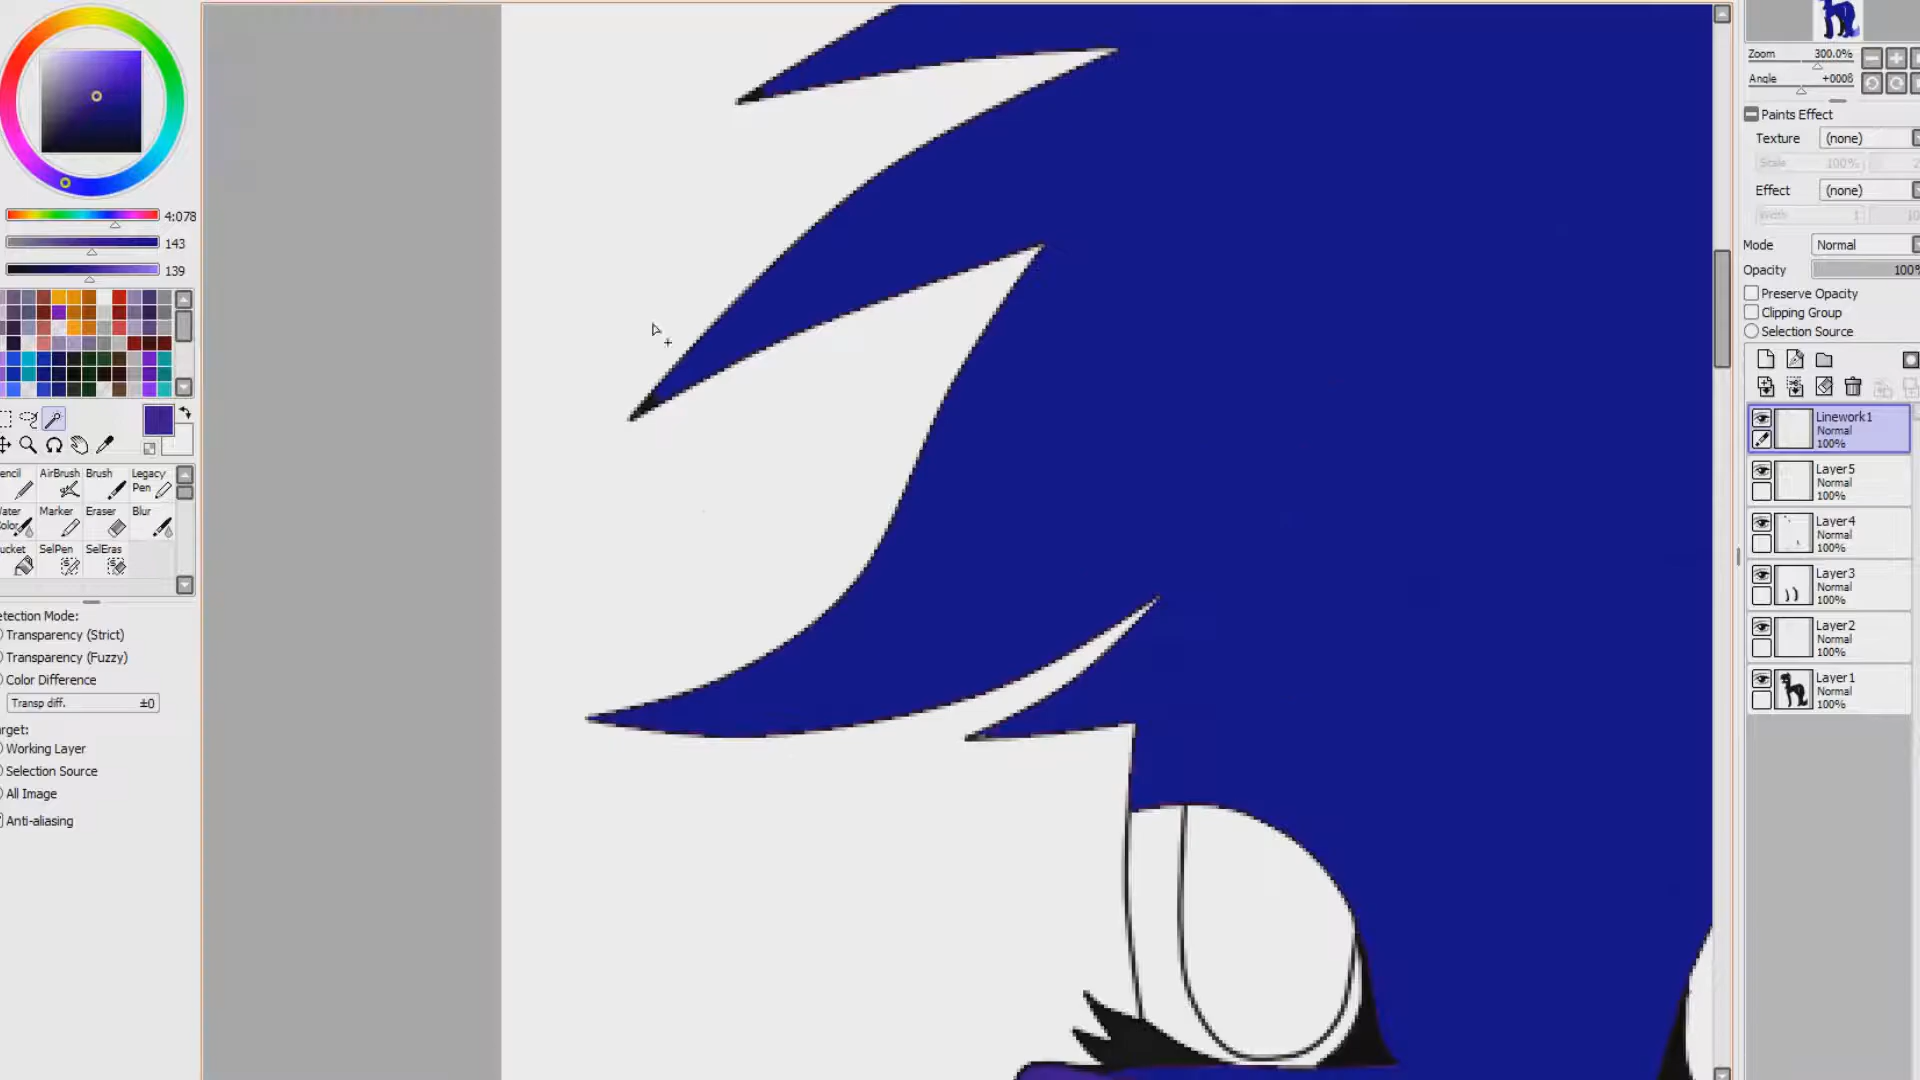 4:078
143
139
encil
AirBrush
Brush
Legacy
Pen
ater
Color
Marker
Eraser
Blur
ucket
SelPen
SelEras
etection Mode:
Transparency (Strict)
Transparency (Fuzzy)
Color Difference
Transp diff. ±0
arget:
Working Layer
Selection Source
All Image
Anti-aliasing
Zoom 300.0%
Angle +0008
Paints Effect
Texture (none)
Scale 100%
Effect (none)
Width 1
Mode Normal
Opacity 100%
Preserve Opacity
Clipping Group
Selection Source
Linework1
Normal
100%
Layer5
Normal
100%
Layer4
Normal
100%
Layer3
Normal
100%
Layer2
Normal
100%
Layer1
Normal
100%